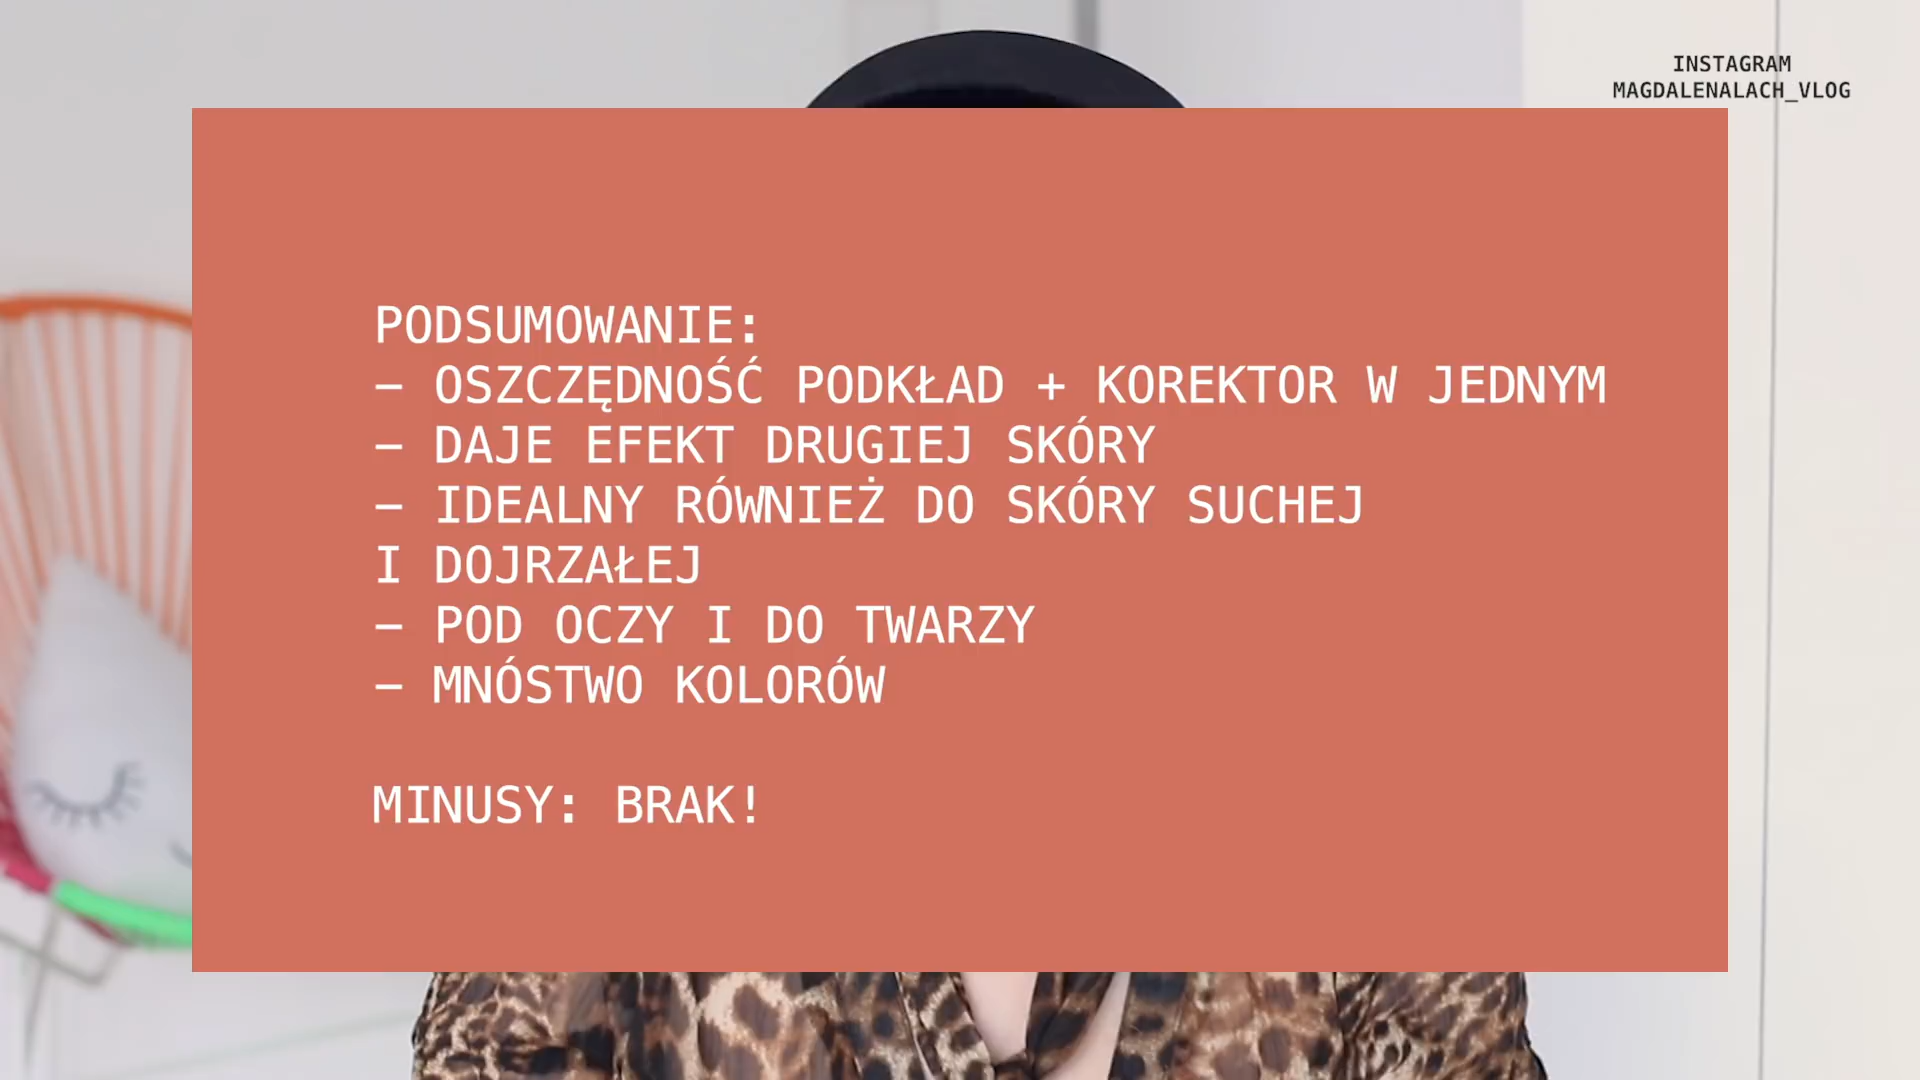 INSTAGRAM
MAGDALENALACH_VLOG
PODSUMOWANIE:
– OSZCZĘDNOŚĆ PODKŁAD + KOREKTOR W JEDNYM
– DAJE EFEKT DRUGIEJ SKÓRY
– IDEALNY RÓWNIEŻ DO SKÓRY SUCHEJ
I DOJRZAŁEJ
– POD OCZY I DO TWARZY
– MNÓSTWO KOLORÓW
MINUSY: BRAK!